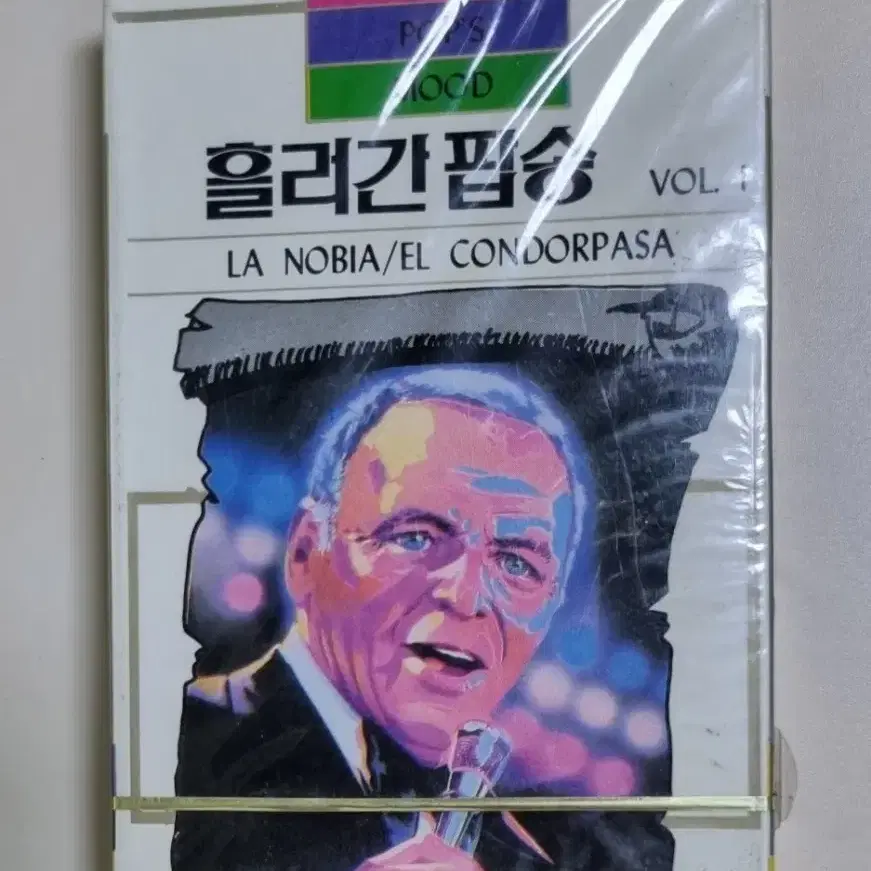 POP'S
MOOD
흘러간 팝송 VOL. 1
LA NOBIA/EL CONDORPASA